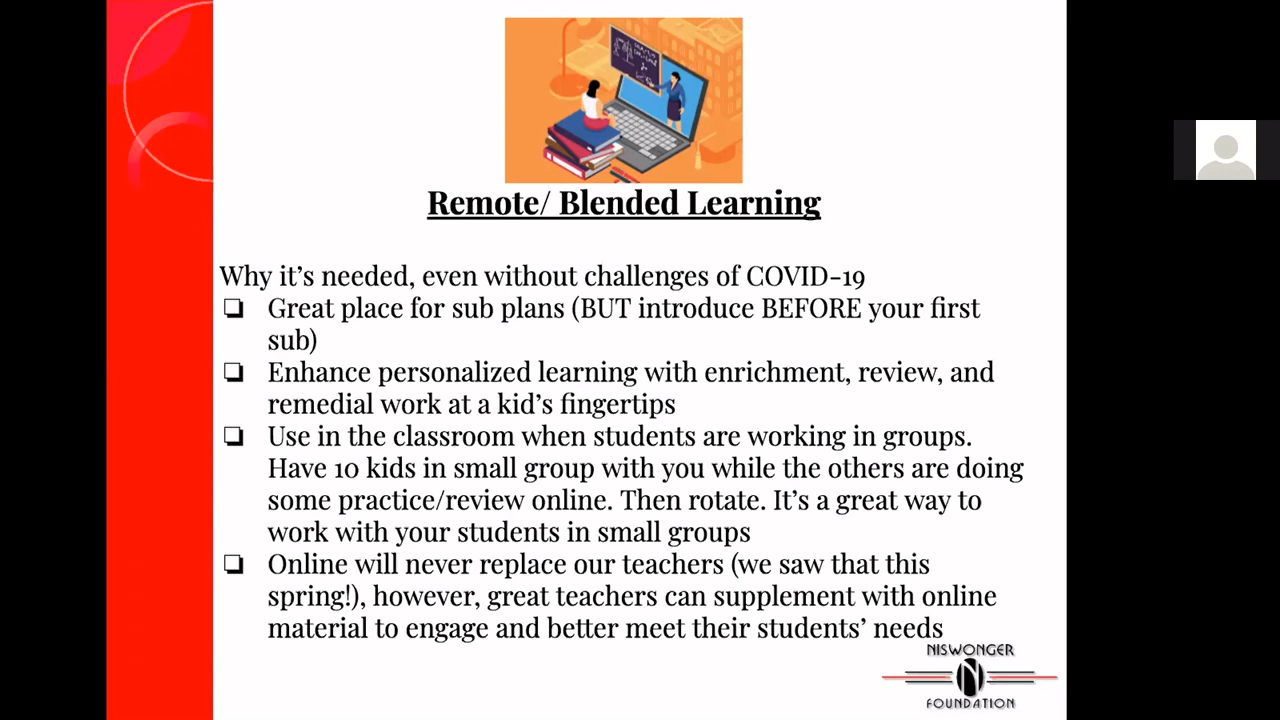 Remote/ Blended Learning
Why it's needed, even without challenges of COVID-19
❏ Great place for sub plans (BUT introduce BEFORE your first
sub)
❏ Enhance personalized learning with enrichment, review, and
remedial work at a kid's fingertips
❏ Use in the classroom when students are working in groups.
Have 10 kids in small group with you while the others are doing
some practice/review online. Then rotate. It's a great way to
work with your students in small groups
❏ Online will never replace our teachers (we saw that this
spring!), however, great teachers can supplement with online
material to engage and better meet their students' needs
NISWONGER
N
FOUNDATION